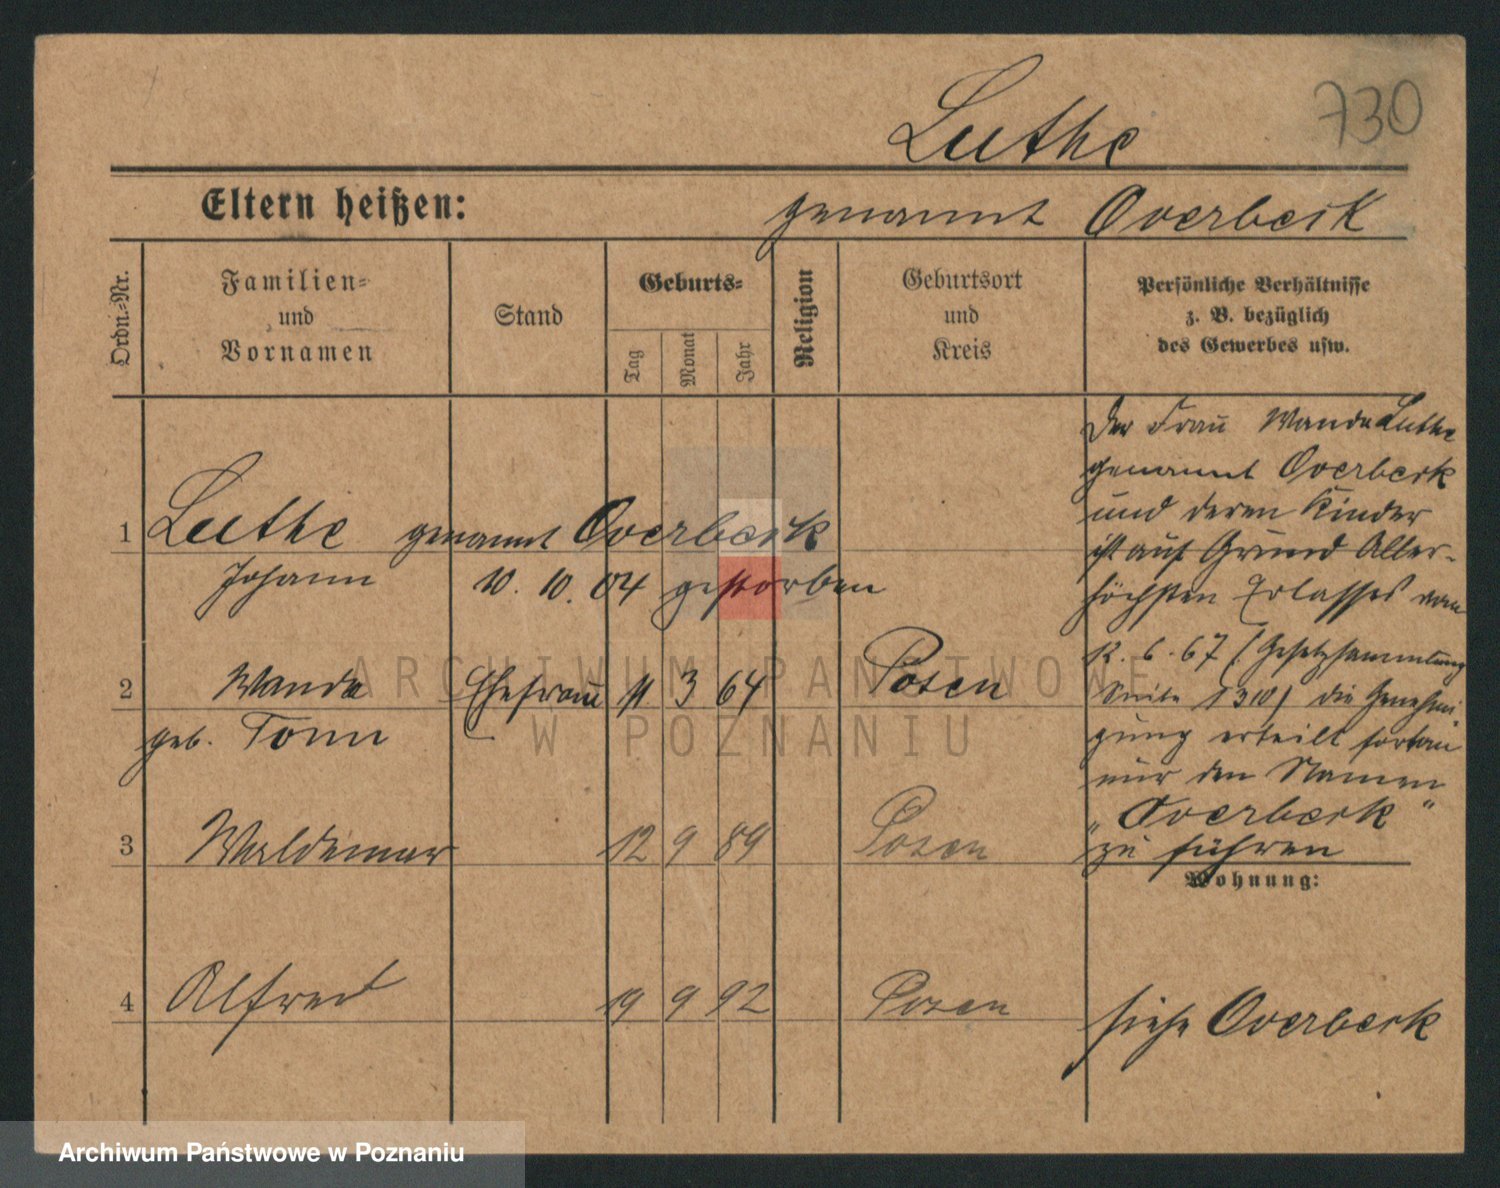 730
Luthe
Eltern heißen: genannt Overbeck
Ordn.-Nr.
Familien-
und
Vornamen
Stand
Geburts-
Tag
Monat
Jahr
Religion
Geburtsort
und
Kreis
Persönliche Verhältnisse
z. B. bezüglich
des Gewerbes usw.
1 Luthe genannt Overbeck
Johann 10. 10. 04 gestorben
2 Wanda Ehefrau 11. 3 64 Posen
geb. Tonn
3 Waldemar 12 9 89 Posen
4 Alfred 19 9 92 Posen
Der Frau Wanda Luthe
genannt Overbeck
und deren Kinder
ist auf Grund Aller-
höchsten Erlasses vom
12. 6. 67 (Gesetzsammlung
Seite 1310) die Genehmi-
gung erteilt fortan
nur den Namen
„Overbeck"
zu führen
Wohnung:
siehe Overbeck
ARCHIWUM PAŃSTWOWE
W POZNANIU
Archiwum Państwowe w Poznaniu